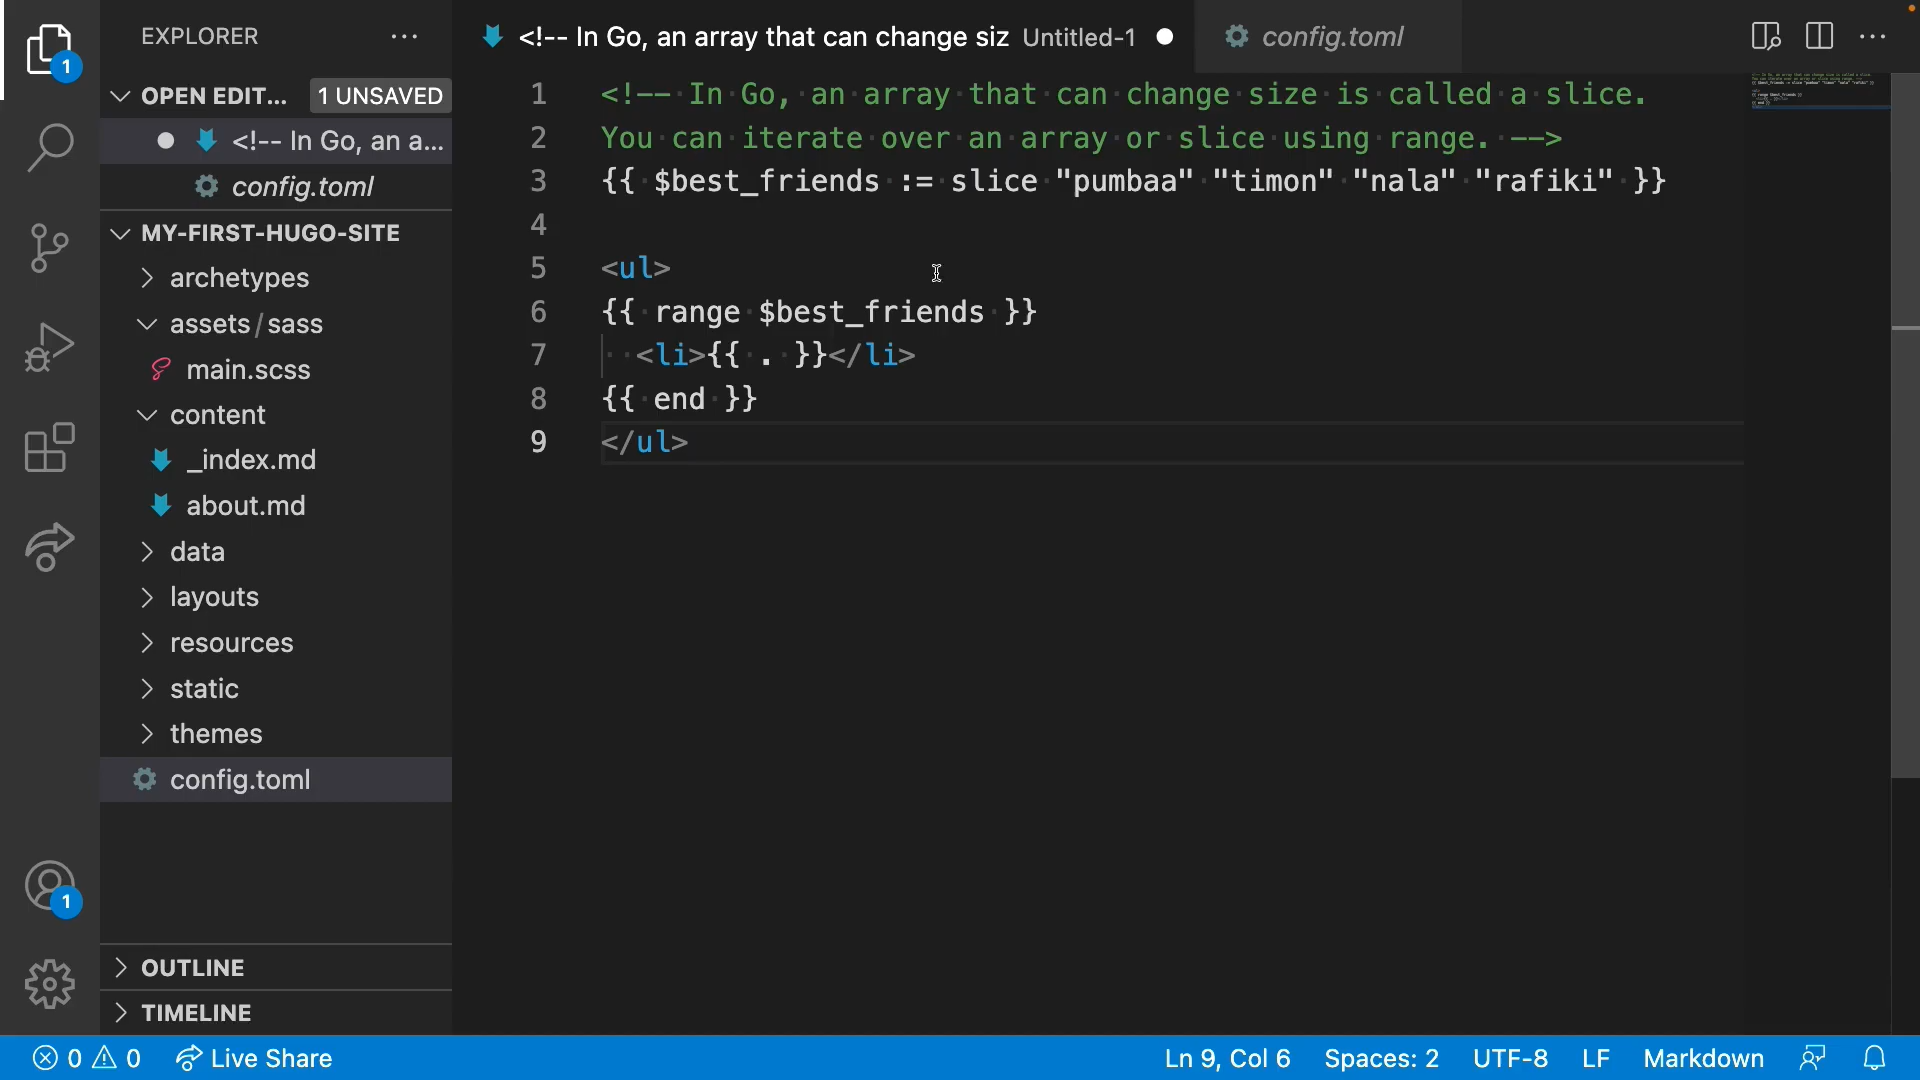 EXPLORER
<!-- In Go, an array that can change siz Untitled-1
config.toml
1
OPEN EDIT...
1 UNSAVED
<!-- In Go, an a...
config.toml
MY-FIRST-HUGO-SITE
archetypes
assets/sass
main.scss
content
_index.md
about.md
data
layouts
resources
static
themes
config.toml
1
OUTLINE
TIMELINE
1 <!-- In Go, an array that can change size is called a slice.
2 You can iterate over an array or slice using range. -->
3 {{ $best_friends := slice "pumbaa" "timon" "nala" "rafiki" }}
4
5 <ul>
6 {{ range $best_friends }}
7   <li>{{ . }}</li>
8 {{ end }}
9 </ul>
0 0 Live Share
Ln 9, Col 6 Spaces: 2 UTF-8 LF Markdown